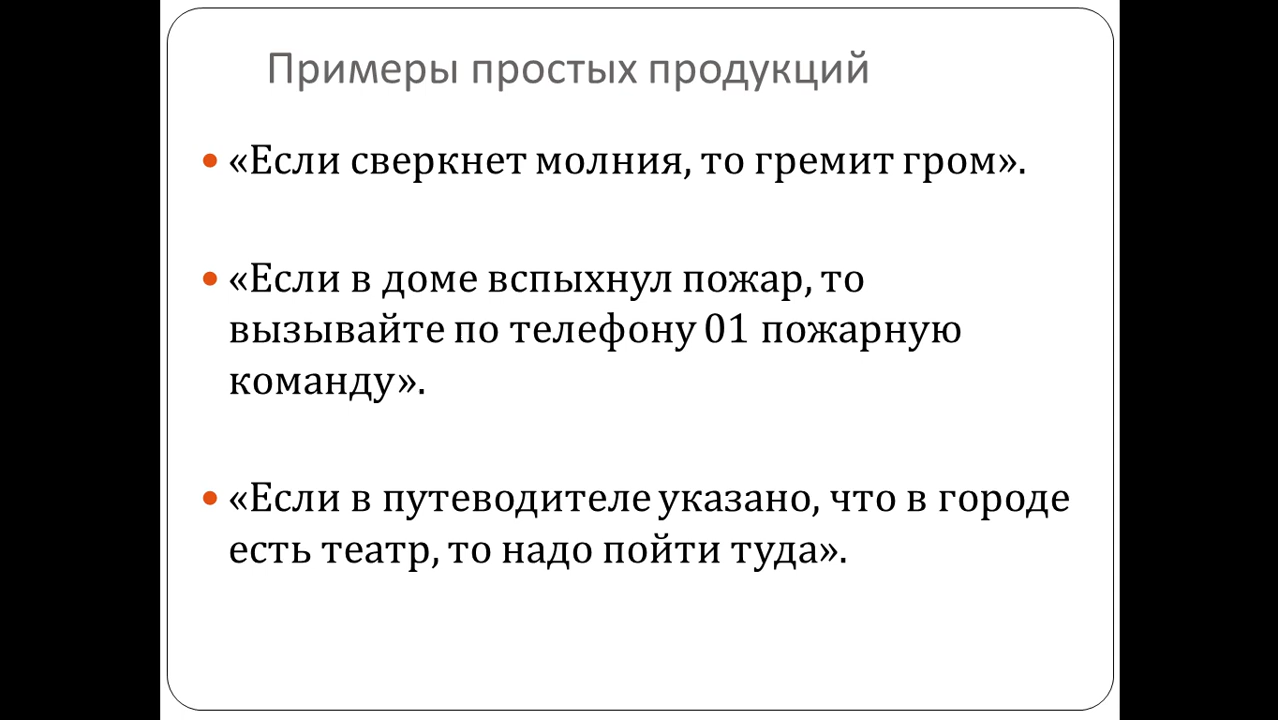 Примеры простых продукций
«Если сверкнет молния, то гремит гром».
«Если в доме вспыхнул пожар, то
вызывайте по телефону 01 пожарную
команду».
«Если в путеводителе указано, что в городе
есть театр, то надо пойти туда».